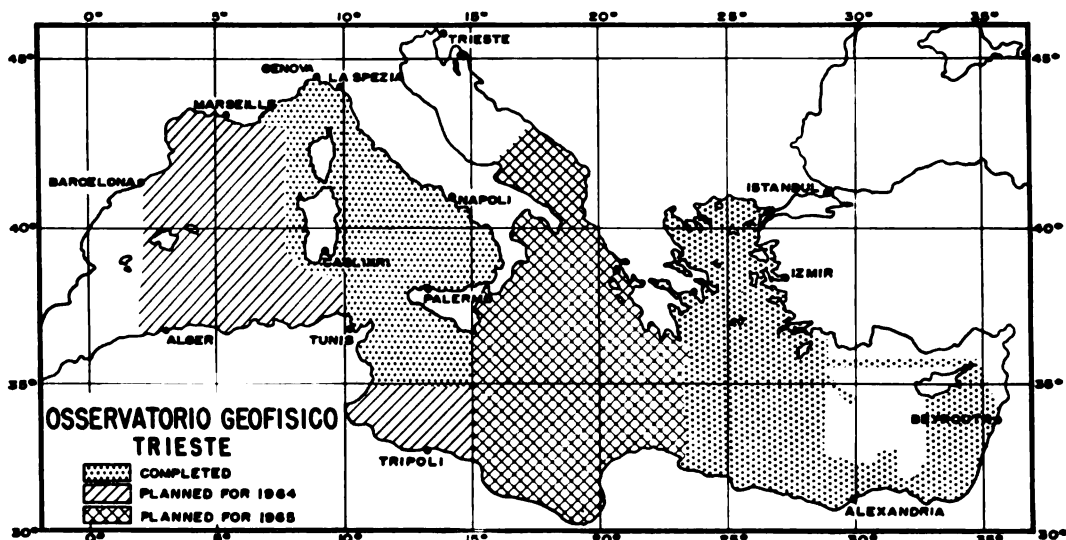 0° 5° 10° 15° 20° 25° 30° 35°
45° TRIESTE 45°
GENOVA LA SPEZIA
MARSEILLE
BARCELONA ISTANBUL
NAPOLI
40° 40°
CAGLIARI IZMIR
PALERMO
ALGER TUNIS
35° 35°
OSSERVATORIO GEOFISICO BEYROUTH
TRIESTE
TRIPOLI
COMPLETED
PLANNED FOR 1964
ALEXANDRIA
PLANNED FOR 1965
30° 30°
0° 5° 10° 15° 20° 25° 30° 35°